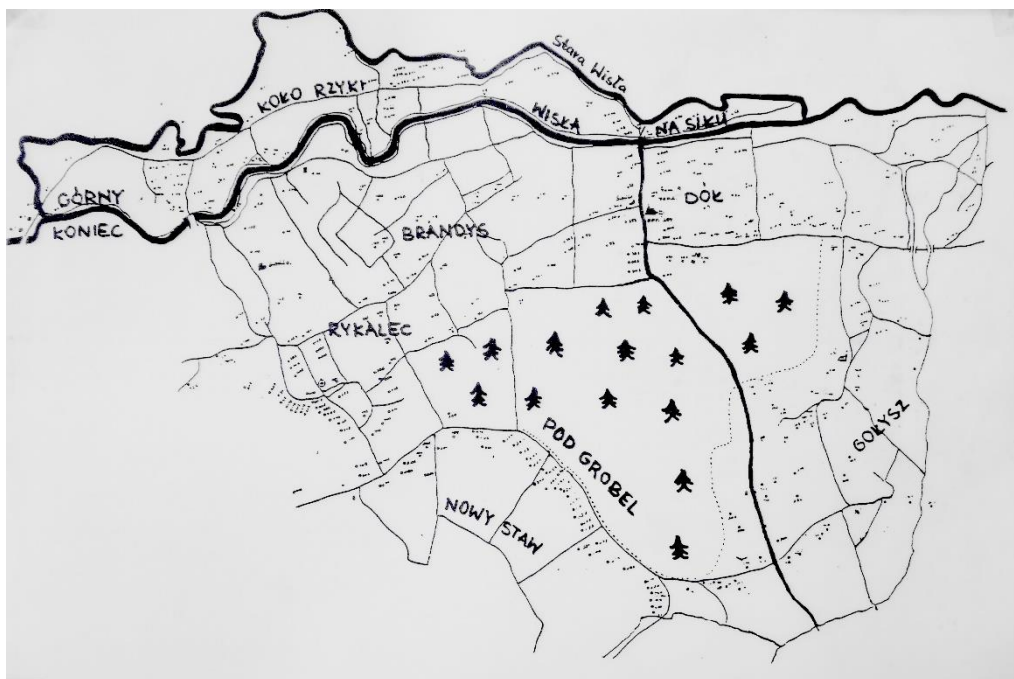 Stara Wisła
KOŁO RZYKI
WISŁA
NA SIKU
GÓRNY
KONIEC
DÓŁ
BRANDYS
RYKALEC
GOŁYSZ
POD GROBEL
NOWY STAW